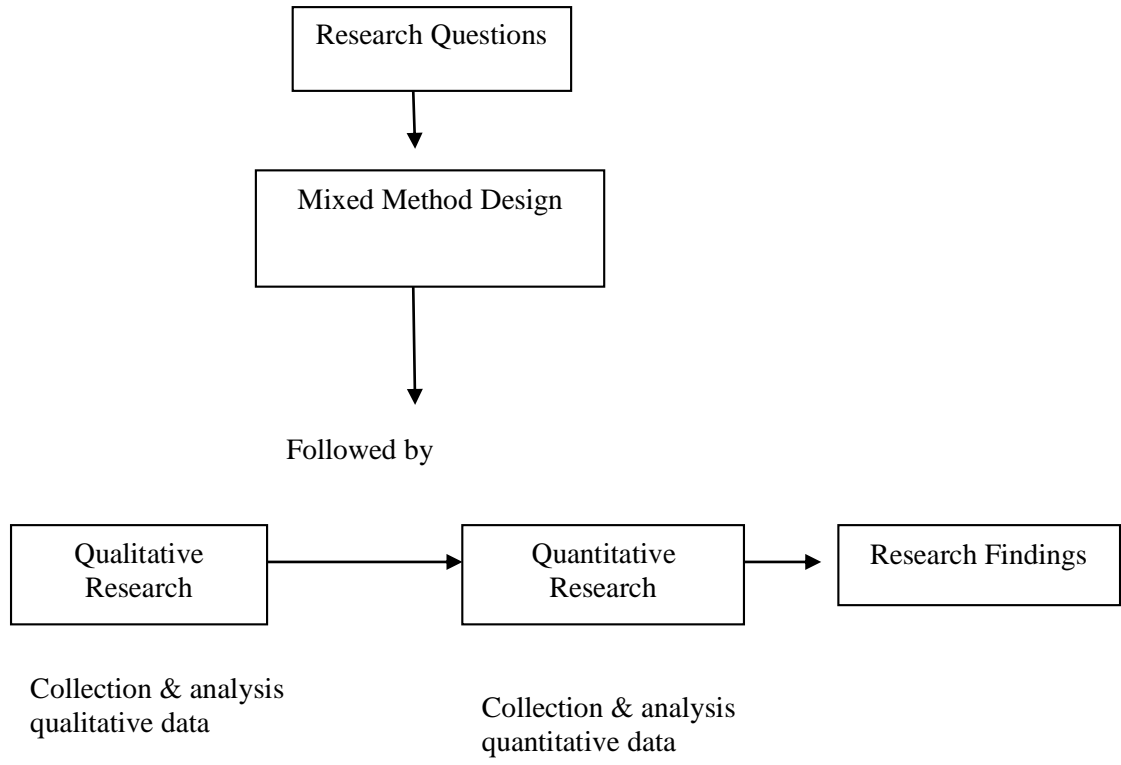 Research Questions
Mixed Method Design
Followed by
Qualitative
Research
Quantitative
Research
Research Findings
Collection & analysis
qualitative data
Collection & analysis
quantitative data